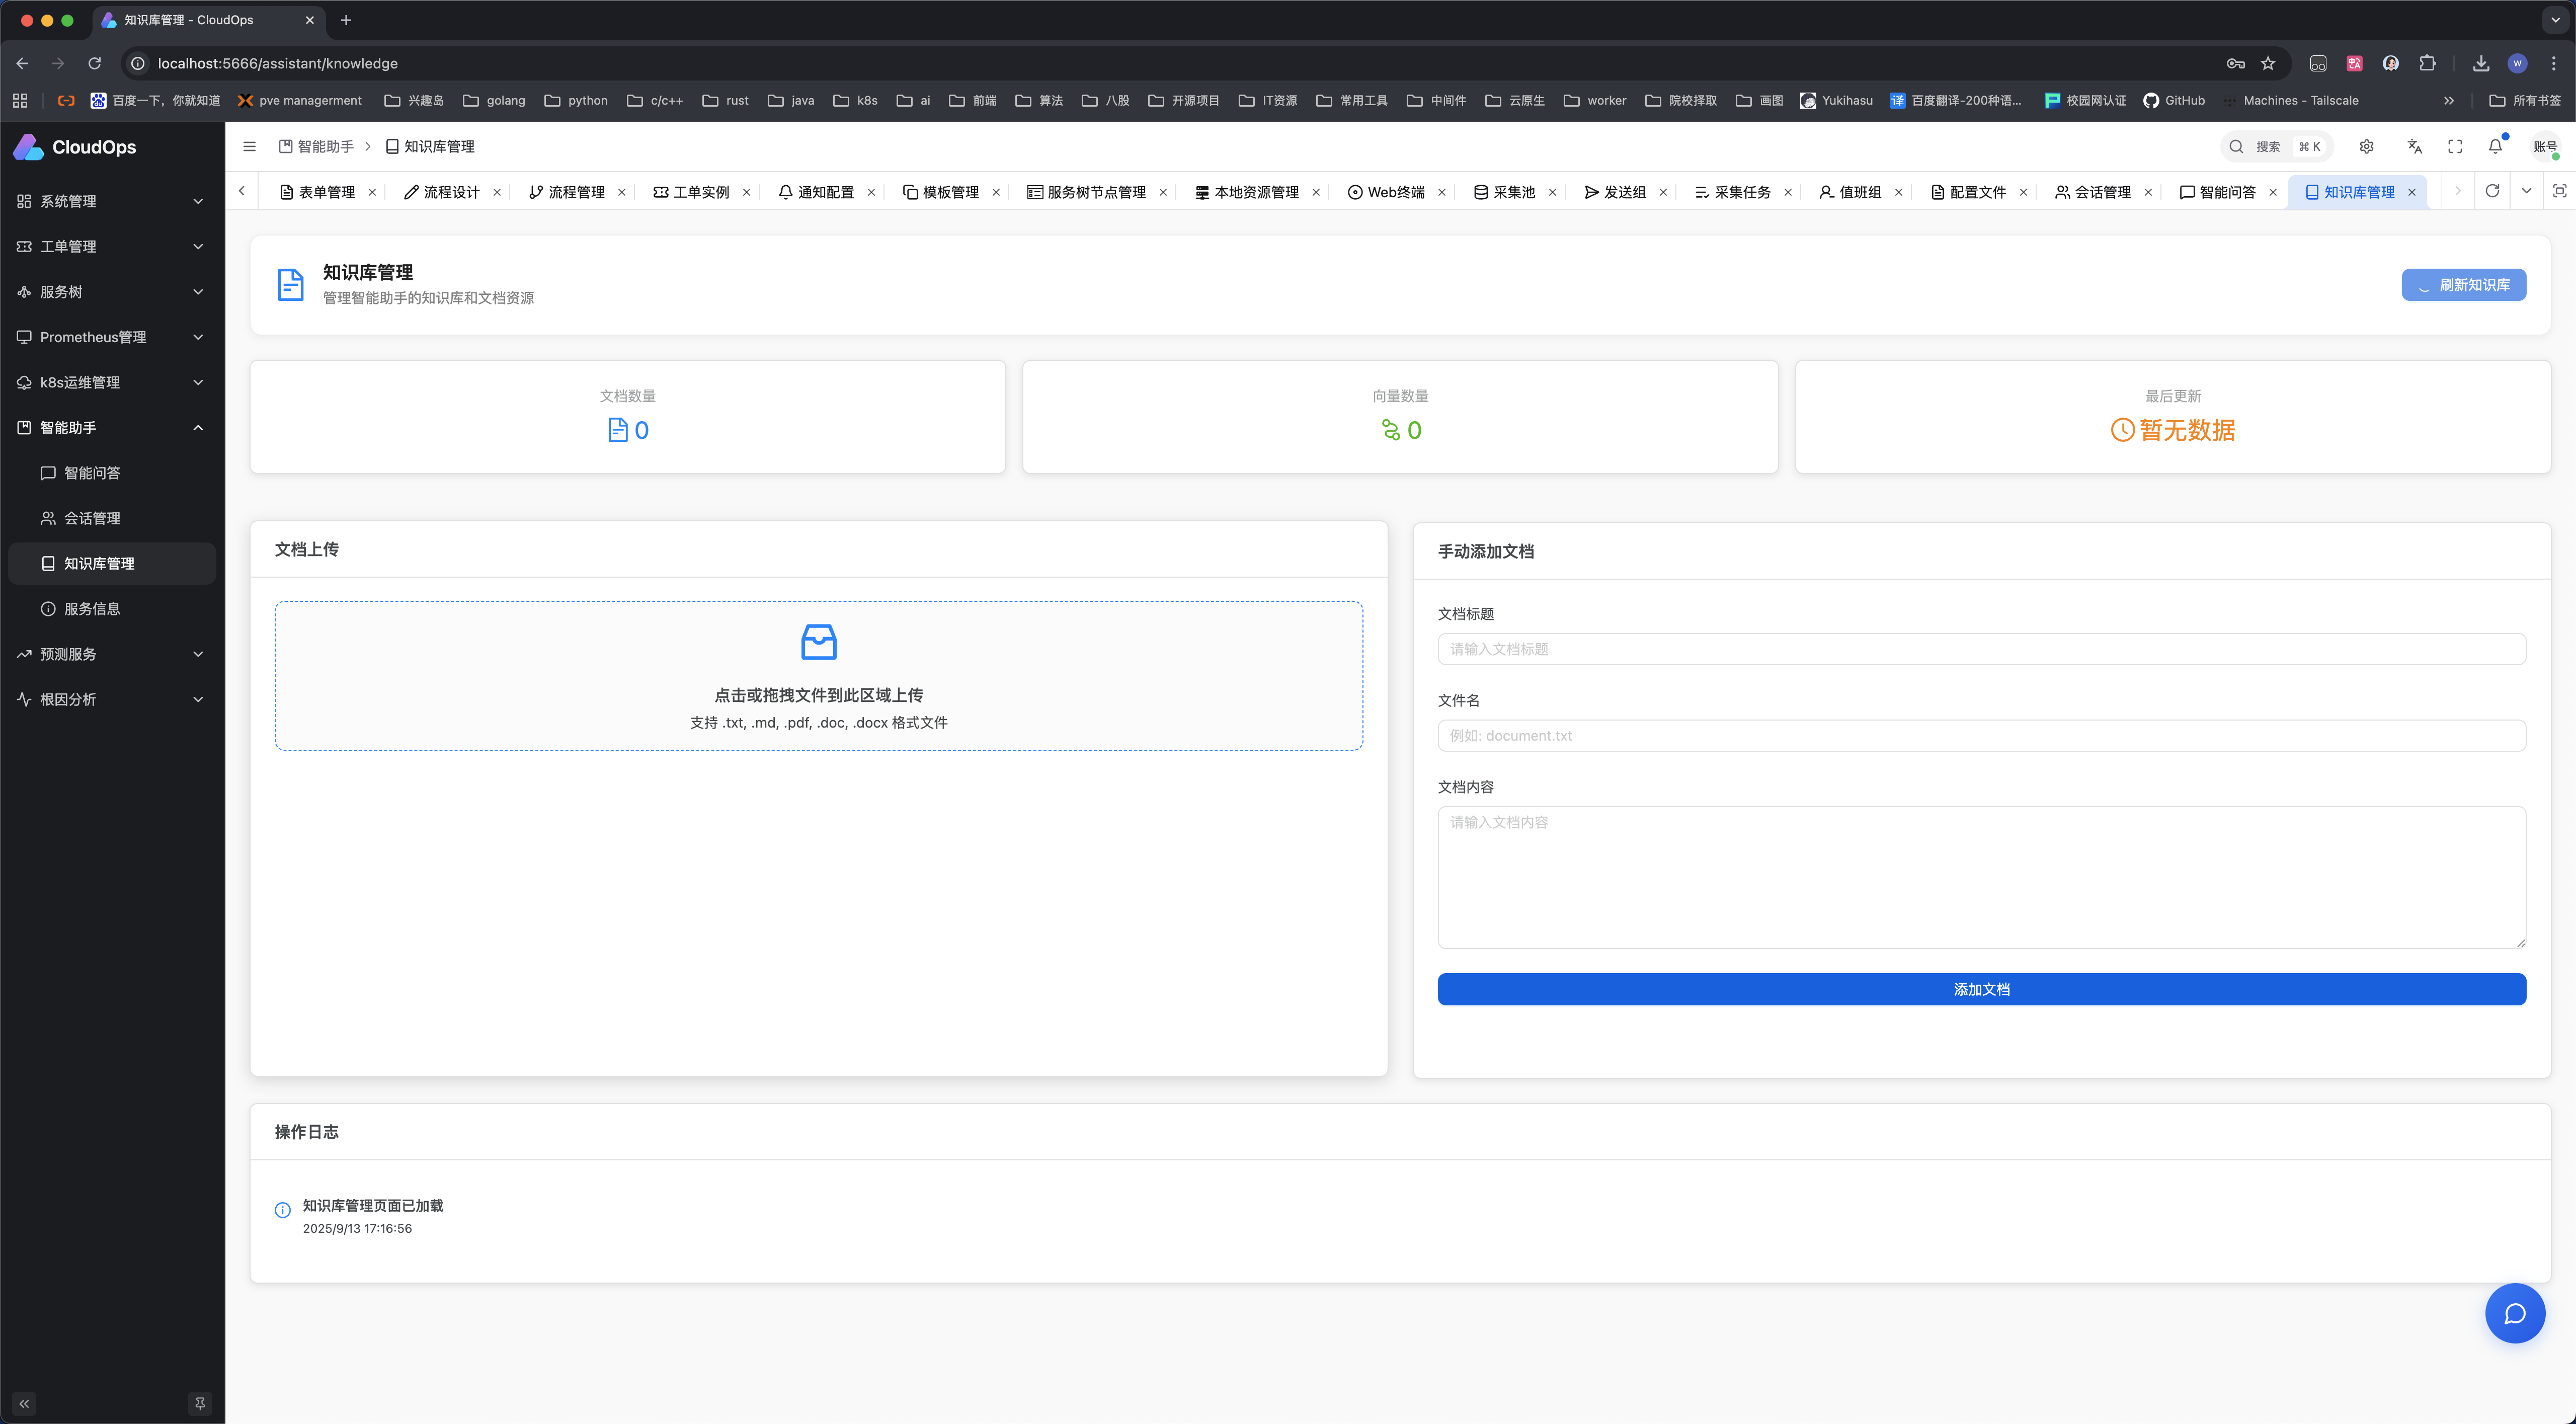 知识库管理 - CloudOps
localhost:5666/assistant/knowledge
W
百度一下，你就知道
pve managerment
兴趣岛
golang
python
c/c++
rust
java
k8s
ai
前端
算法
八股
开源项目
IT资源
常用工具
中间件
云原生
worker
院校择取
画图
Yukihasu
译
百度翻译-200种语...
校园网认证
GitHub
Machines - Tailscale
所有书签
CloudOps
智能助手
知识库管理
搜索
⌘ K
账号
表单管理
流程设计
流程管理
工单实例
通知配置
模板管理
服务树节点管理
本地资源管理
Web终端
采集池
发送组
采集任务
值班组
配置文件
会话管理
智能问答
知识库管理
系统管理
工单管理
服务树
Prometheus管理
k8s运维管理
智能助手
智能问答
会话管理
知识库管理
服务信息
预测服务
根因分析
知识库管理
管理智能助手的知识库和文档资源
刷新知识库
文档数量
0
向量数量
0
最后更新
暂无数据
文档上传
点击或拖拽文件到此区域上传
支持 .txt, .md, .pdf, .doc, .docx 格式文件
手动添加文档
文档标题
请输入文档标题
文件名
例如: document.txt
文档内容
请输入文档内容
添加文档
操作日志
知识库管理页面已加载
2025/9/13 17:16:56